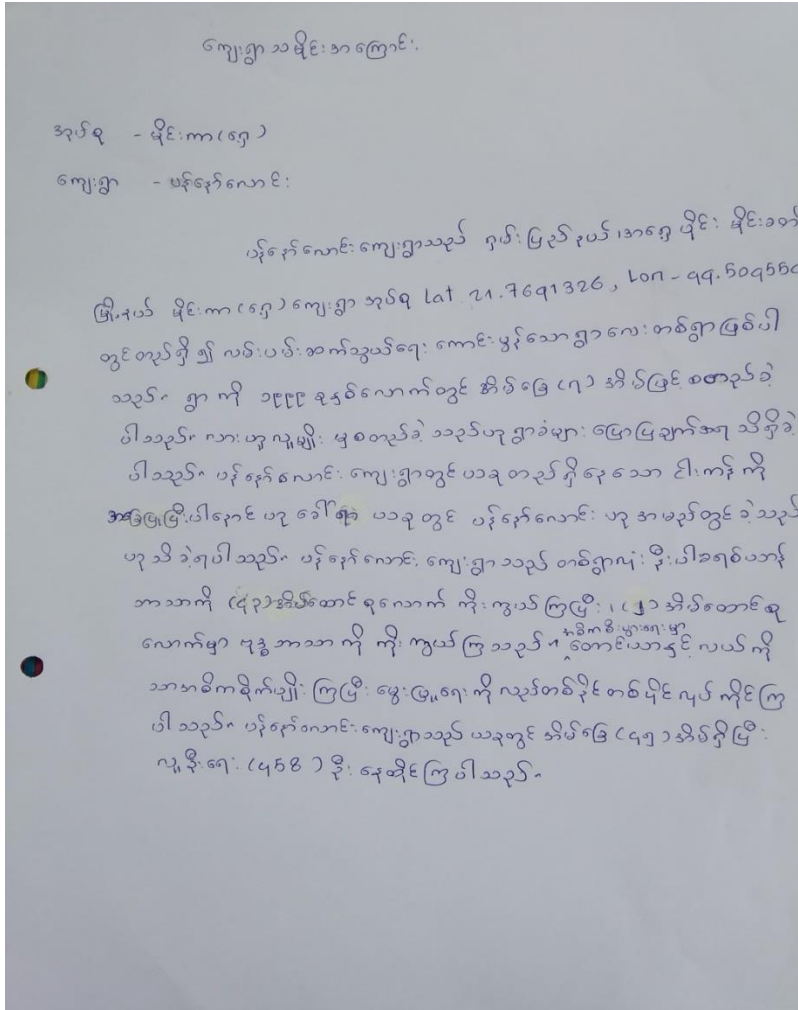 ကျေးရွာသမိုင်းအကြောင်း
အုပ်စု - မိုင်းကာ(ရှေ့)
ကျေးရွာ - ပန်နော်လောင်း
ပန်နော်လောင်းကျေးရွာသည် ရှမ်းပြည်နယ်၊အရှေ့ပိုင်း မိုင်းခတ်
မြို့နယ် မိုင်းကာ(ရှေ့)ကျေးရွာအုပ်စု Lat 21.7691326, Lon - 99.509550
တွင်တည်ရှိ၍ လမ်းပမ်းဆက်သွယ်ရေး ကောင်းမွန်သောရွာလေးတစ်ရွာဖြစ်ပါ
သည်။ ရွာကို ၁၉၉၉ ခုနှစ်လောက်တွင် အိမ်ခြေ(၇)အိမ်ဖြင့် စတည်ခဲ့
ပါသည်။ လားဟူလူမျိုး မှစတည်ခဲ့သည်ဟုရွာခံများ ပြောပြချက်အရ သိရှိခဲ့
ပါသည်။ ပန်နော်လောင်းကျေးရွာတွင်ယခုတည်ရှိနေသော ငါးကန်ကို
အခြေပြုပြီးပါနောင် ဟုခေါ်ရာ ယခုတွင် ပန်နော်လောင်း ဟုအမည်တွင်ခဲ့သည်
ဟုသိခဲ့ရပါသည်။ ပန်နော်လောင်းကျေးရွာသည် တစ်ရွာလုံးနီးပါခရစ်ယာန်
ဘာသာကို (၄၃)အိမ်ထောင်စုလောက် ကိုးကွယ်ကြပြီး၊ (၂)အိမ်ထောင်စု
လောက်မှာ ဗုဒ္ဓဘာသာကို ကိုးကွယ်ကြသည်။ အဓိကစီးပွားရေးမှာ တောင်ယာနှင့် လယ်ကို
သာအဓိကစိုက်ပျိုးကြပြီး မွေးမြူရေးကိုလည်းတစ်နိုင်တစ်ပိုင်လုပ်ကိုင်ကြ
ပါသည်။ ပန်နော်လောင်းကျေးရွာသည် ယခုတွင် အိမ်ခြေ(၄၅)အိမ်ရှိပြီး
လူဦးရေ (458)ဦး နေထိုင်ကြပါသည်။